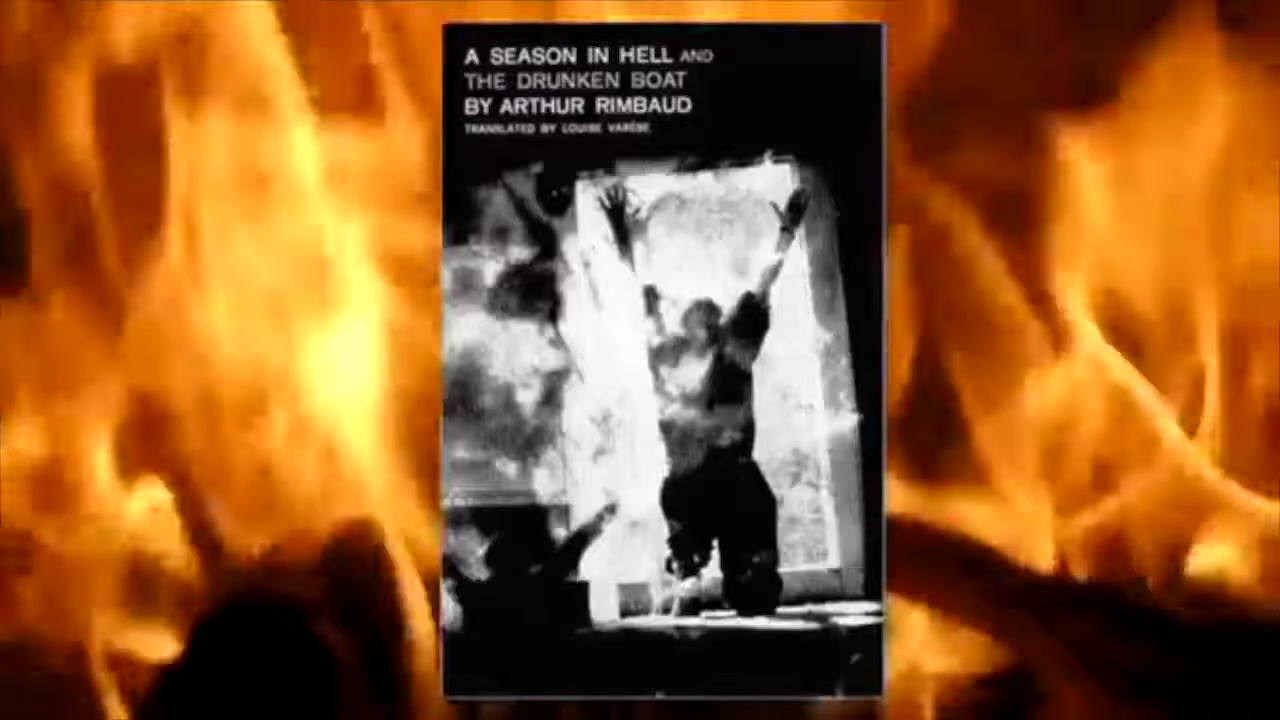 A SEASON IN HELL AND
THE DRUNKEN BOAT
BY ARTHUR RIMBAUD
TRANSLATED BY LOUISE VARÈSE